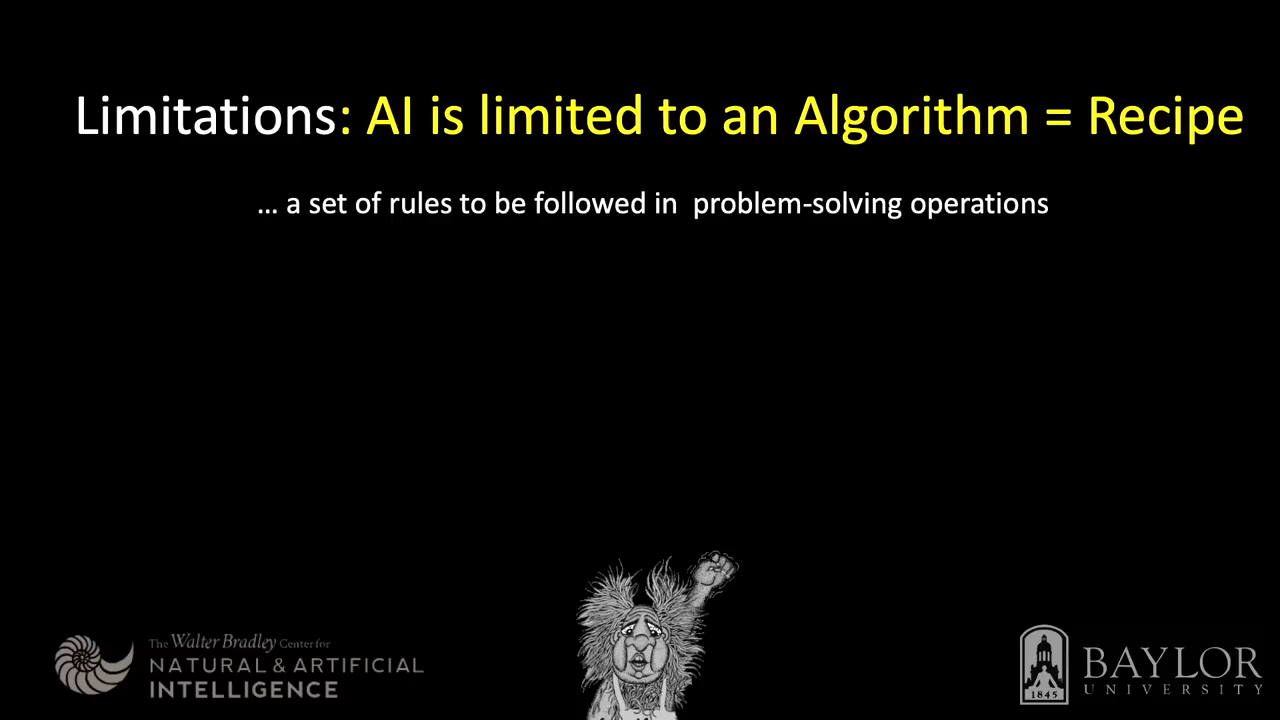 Limitations: AI is limited to an Algorithm = Recipe
… a set of rules to be followed in  problem-solving operations
The Walter Bradley Center for
NATURAL & ARTIFICIAL
INTELLIGENCE
1845
BAYLOR
UNIVERSITY